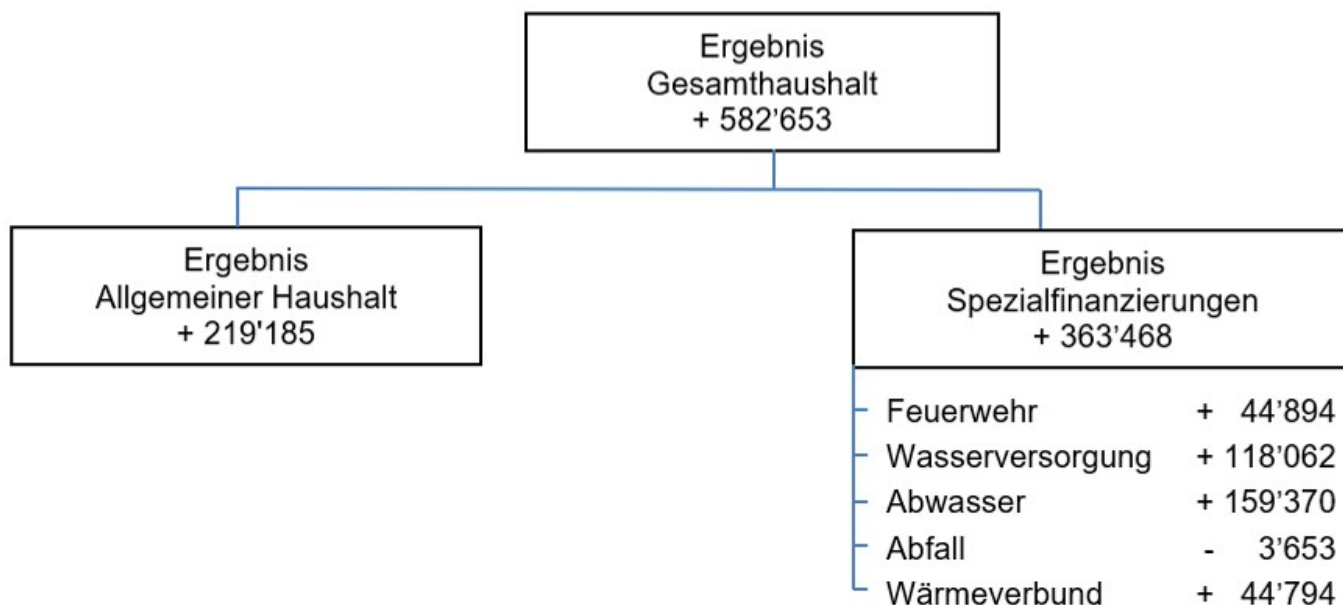 Ergebnis
Gesamthaushalt
+ 582’653
Ergebnis
Allgemeiner Haushalt
+ 219'185
Ergebnis
Spezialfinanzierungen
+ 363’468
Feuerwehr + 44’894
Wasserversorgung + 118’062
Abwasser + 159’370
Abfall - 3’653
Wärmeverbund + 44’794